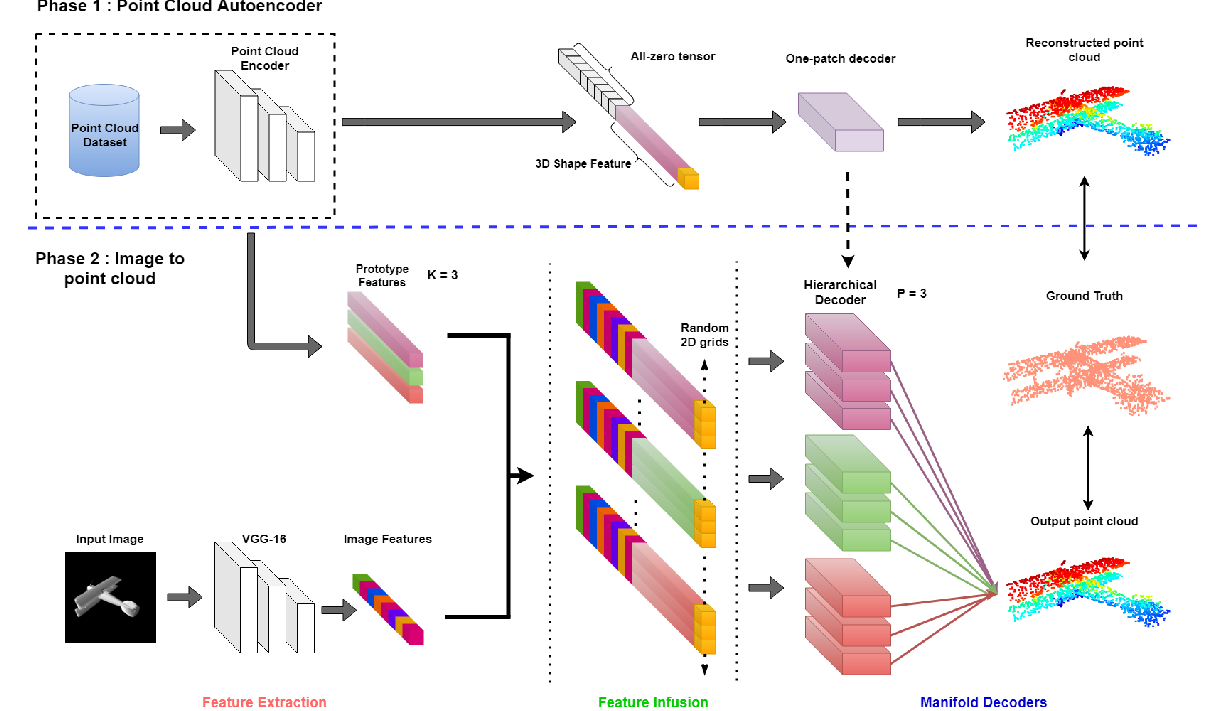 Phase 1 : Point Cloud Autoencoder
Point Cloud
Dataset
Point Cloud
Encoder
All-zero tensor
3D Shape Feature
One-patch decoder
Reconstructed point
cloud
Phase 2 : Image to
point cloud
Prototype
Features
K = 3
Random
2D grids
Hierarchical
Decoder
P = 3
Ground Truth
Input Image
VGG-16
Image Features
Output point cloud
Feature Extraction
Feature Infusion
Manifold Decoders